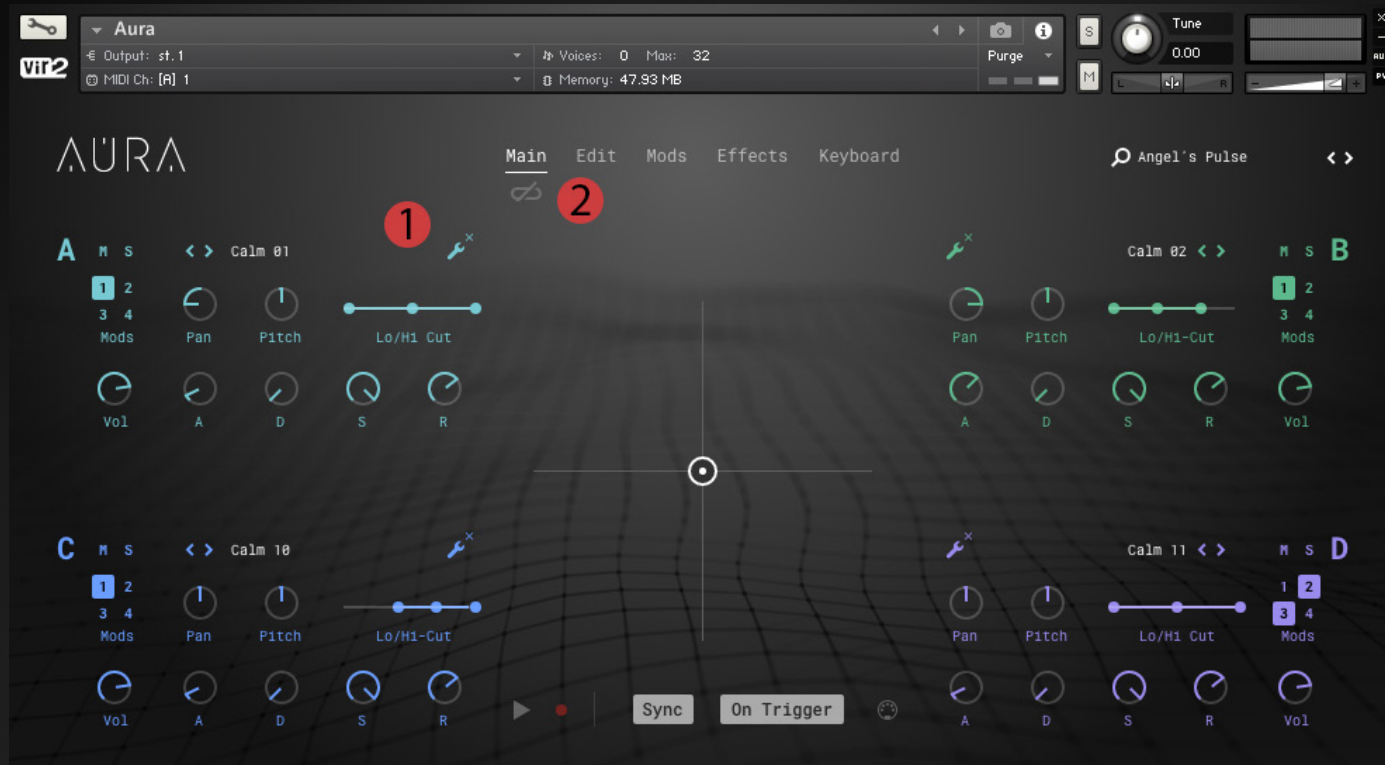 Aura
S
Tune
Output: st.1
Voices: 0 Max: 32
Purge
0.00
AU
Vir2
MIDI Ch: [A] 1
Memory: 47.93 MB
M
L R
PV
AURA
Main Edit Mods Effects Keyboard
Angel's Pulse
1
2
A M S Calm 01
Calm 02 M S B
1 2
3 4
Mods Pan Pitch Lo/Hi Cut
1 2
3 4
Pan Pitch Lo/Hi-Cut Mods
Vol A D S R
A D S R Vol
C M S Calm 10
Calm 11 M S D
1 2
3 4
Mods Pan Pitch Lo/Hi-Cut
1 2
3 4
Pan Pitch Lo/Hi Cut Mods
Sync On Trigger
Vol A D S R
A D S R Vol